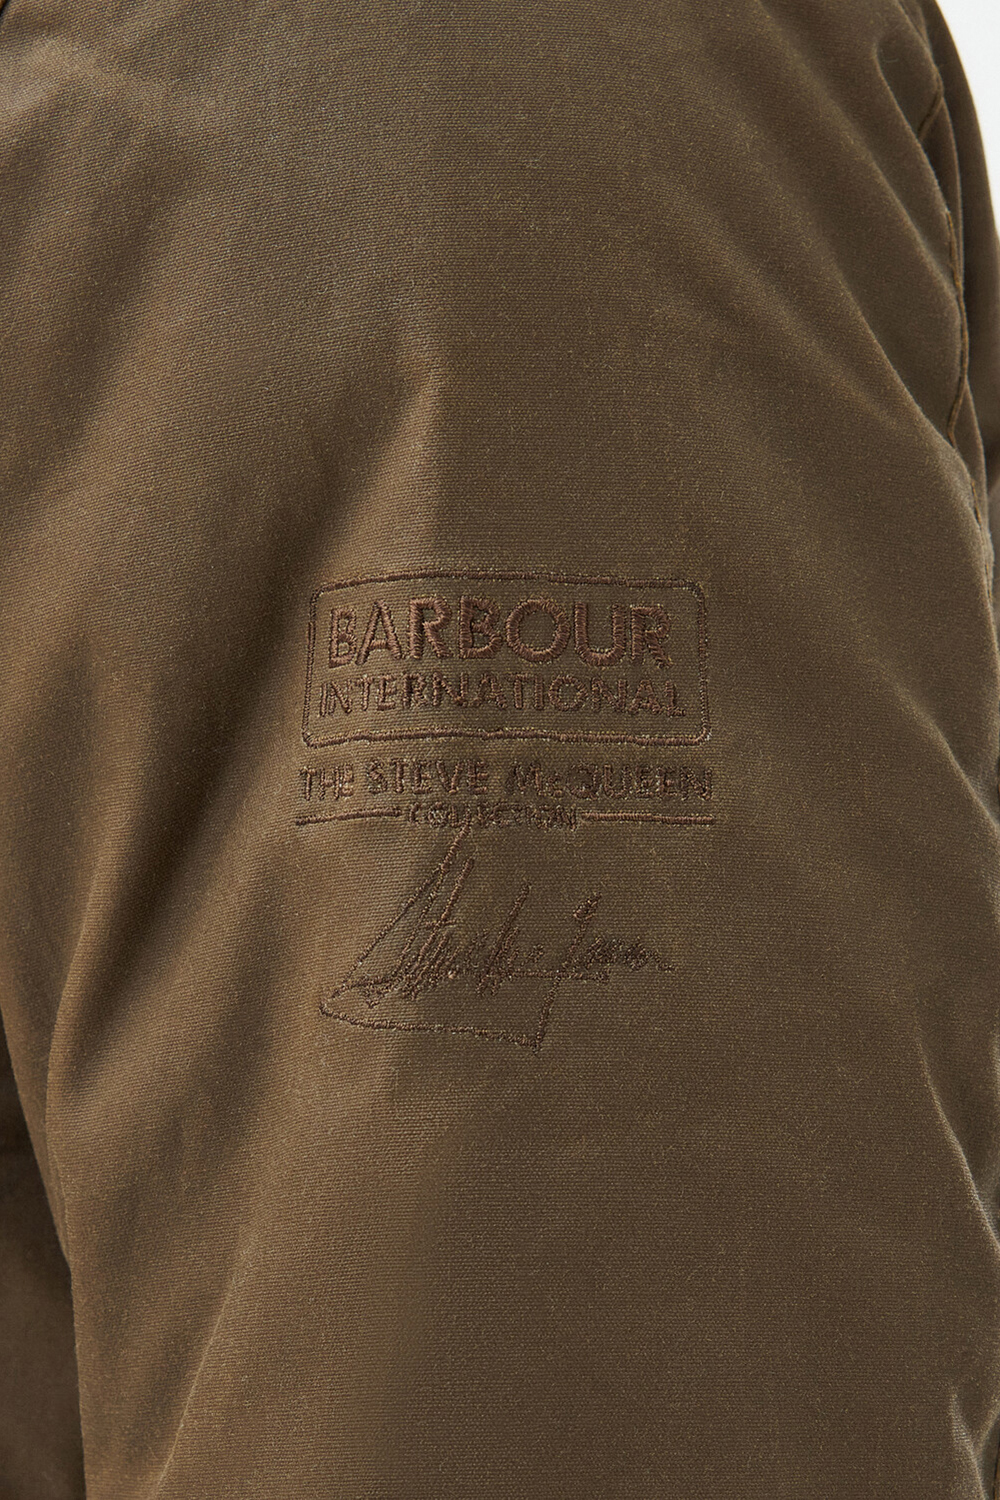 BARBOUR
INTERNATIONAL
THE STEVE McQUEEN
COLLECTION